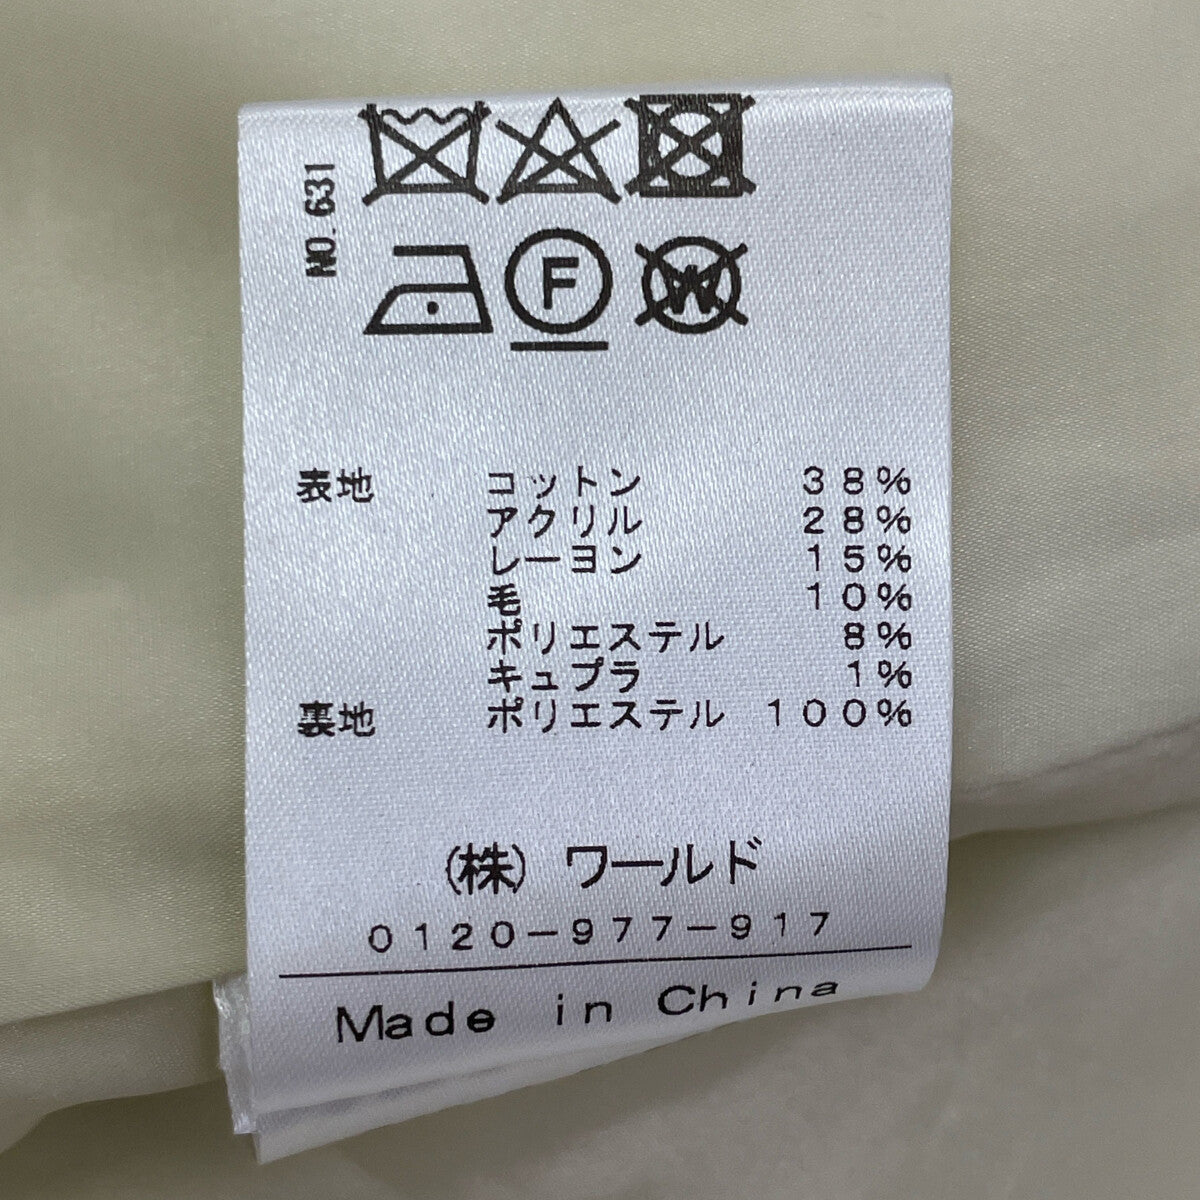 NO. 631
F
W
表地 コットン 38%
アクリル 28%
レーヨン 15%
毛 10%
ポリエステル 8%
キュプラ 1%
裏地 ポリエステル 100%
(株) ワールド
0120-977-917
Made in China